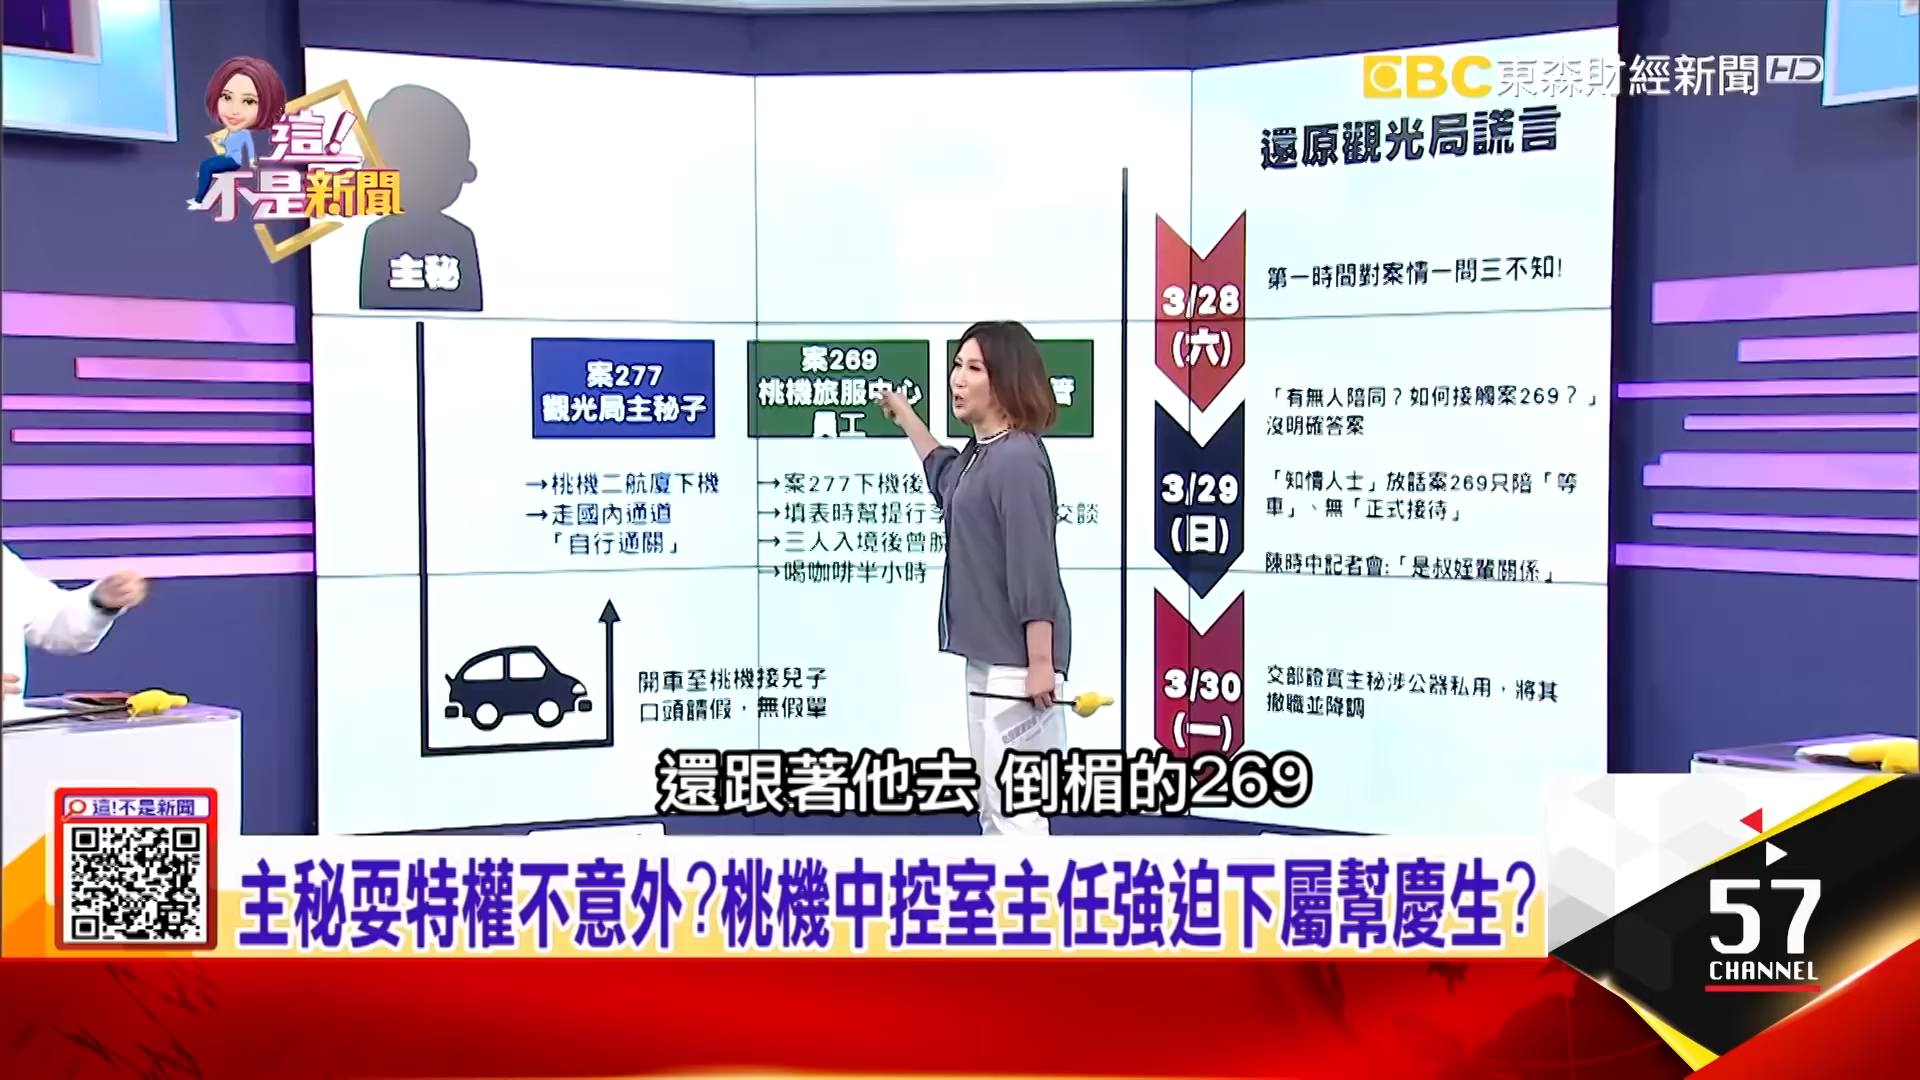 EBC東森財經新聞HD
這!
不是新聞
還原觀光局謊言
主秘
3/28
(六)
第一時間對案情一問三不知!
案277
觀光局主秘子
案269
桃機旅服中心
員工
管
→桃機二航廈下機
→走國內通道
「自行通關」
→案277下機後
→填表時幫提行李
交談
→三人入境後曾脫
→喝咖啡半小時
3/29
(日)
「有無人陪同?如何接觸案269?」
沒明確答案
「知情人士」放話案269只陪「等
車」、無「正式接待」
陳時中記者會:「是叔姪輩關係」
開車至桃機接兒子
口頭請假,無假單
3/30
(一)
交部證實主秘涉公器私用,將其
撤職並降調
還跟著他去 倒楣的269
這!不是新聞
主秘耍特權不意外?桃機中控室主任強迫下屬幫慶生?
57
CHANNEL